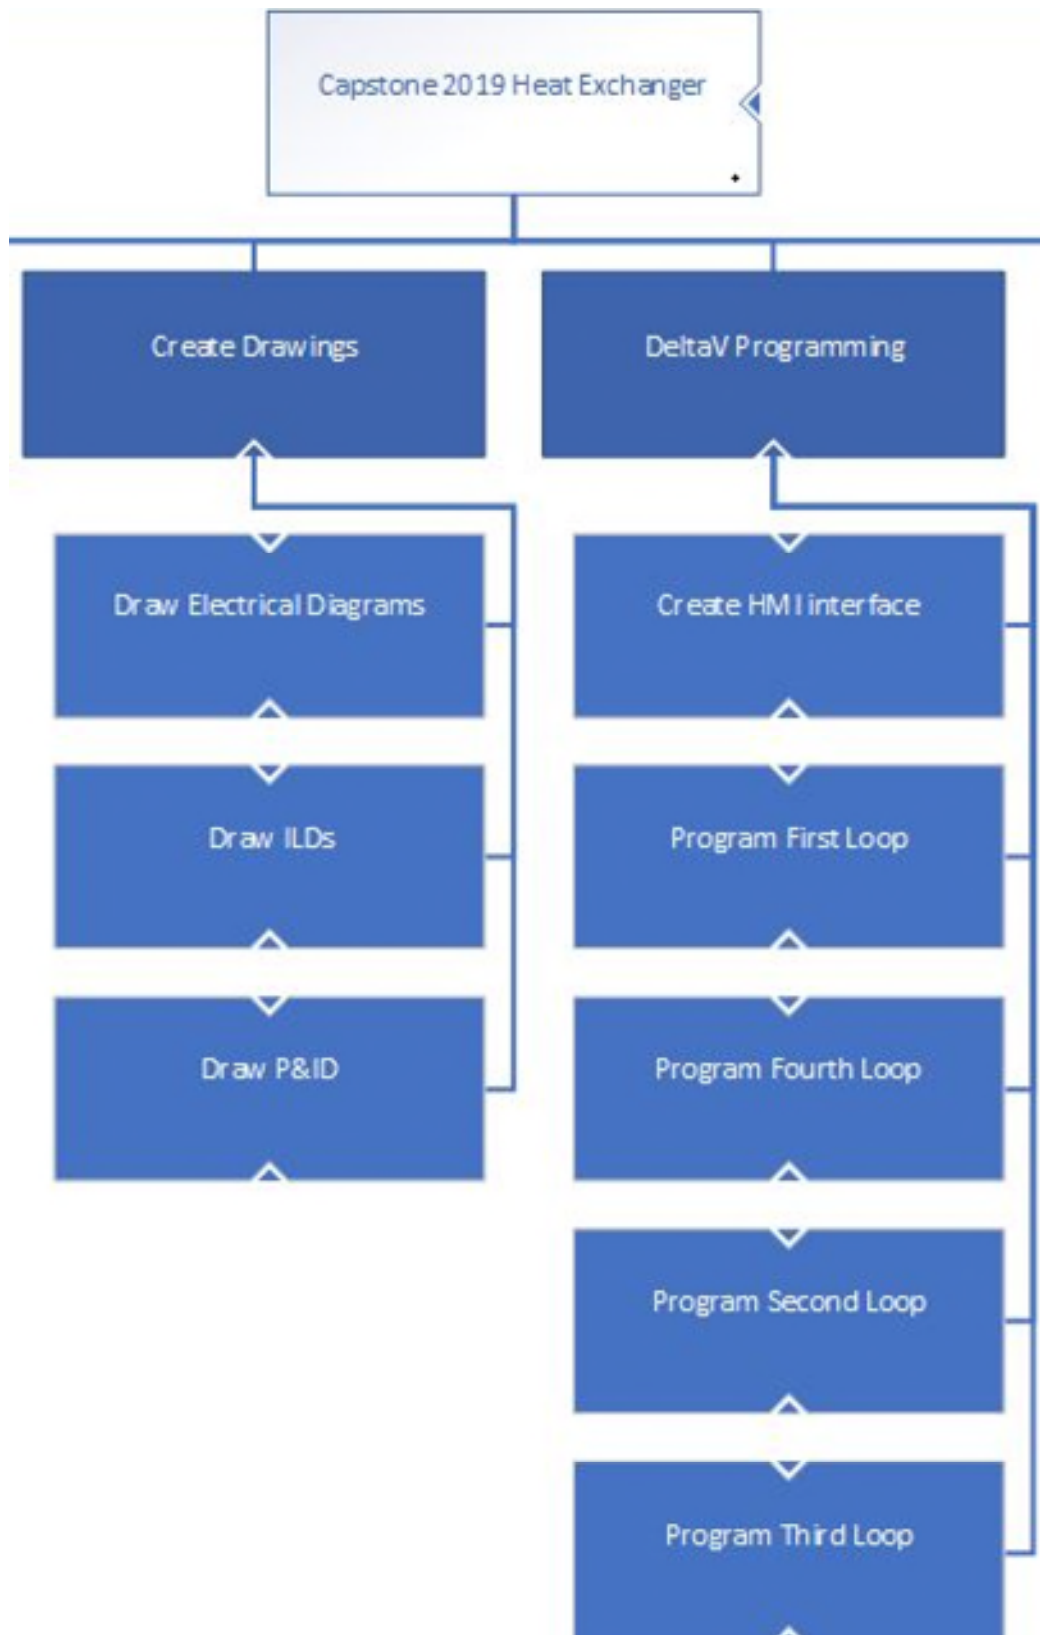 Capstone 2019 Heat Exchanger
Create Drawings
DeltaV Programming
Draw Electrical Diagrams
Draw ILDs
Draw P&ID
Create HMI interface
Program First Loop
Program Fourth Loop
Program Second Loop
Program Third Loop